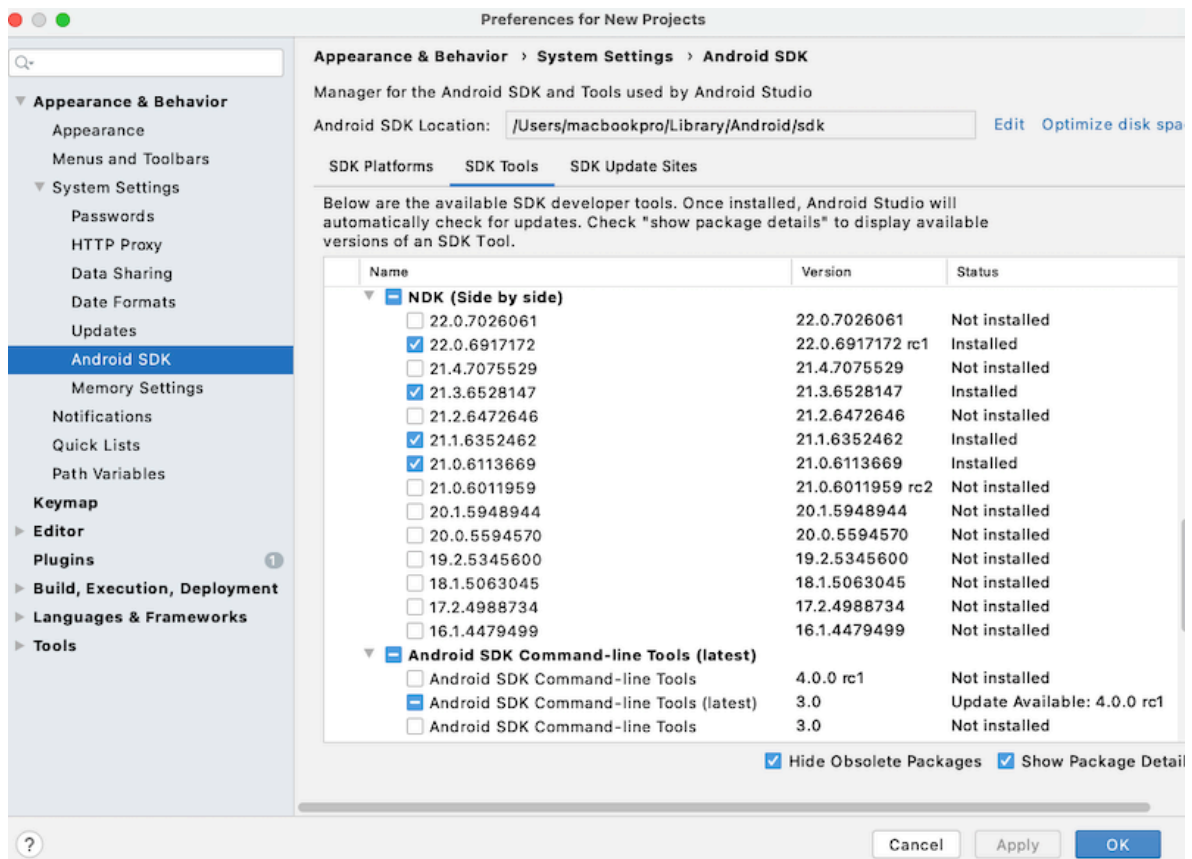 Preferences for New Projects
Appearance & Behavior
Appearance
Menus and Toolbars
System Settings
Passwords
HTTP Proxy
Data Sharing
Date Formats
Updates
Android SDK
Memory Settings
Notifications
Quick Lists
Path Variables
Keymap
Editor
Plugins 1
Build, Execution, Deployment
Languages & Frameworks
Tools
Appearance & Behavior › System Settings › Android SDK
Manager for the Android SDK and Tools used by Android Studio
Android SDK Location: /Users/macbookpro/Library/Android/sdk Edit Optimize disk spa
SDK Platforms SDK Tools SDK Update Sites
Below are the available SDK developer tools. Once installed, Android Studio will
automatically check for updates. Check "show package details" to display available
versions of an SDK Tool.
Name Version Status
NDK (Side by side)
22.0.7026061 22.0.7026061 Not installed
22.0.6917172 22.0.6917172 rc1 Installed
21.4.7075529 21.4.7075529 Not installed
21.3.6528147 21.3.6528147 Installed
21.2.6472646 21.2.6472646 Not installed
21.1.6352462 21.1.6352462 Installed
21.0.6113669 21.0.6113669 Installed
21.0.6011959 21.0.6011959 rc2 Not installed
20.1.5948944 20.1.5948944 Not installed
20.0.5594570 20.0.5594570 Not installed
19.2.5345600 19.2.5345600 Not installed
18.1.5063045 18.1.5063045 Not installed
17.2.4988734 17.2.4988734 Not installed
16.1.4479499 16.1.4479499 Not installed
Android SDK Command-line Tools (latest)
Android SDK Command-line Tools 4.0.0 rc1 Not installed
Android SDK Command-line Tools (latest) 3.0 Update Available: 4.0.0 rc1
Android SDK Command-line Tools 3.0 Not installed
Hide Obsolete Packages Show Package Detail
? Cancel Apply OK